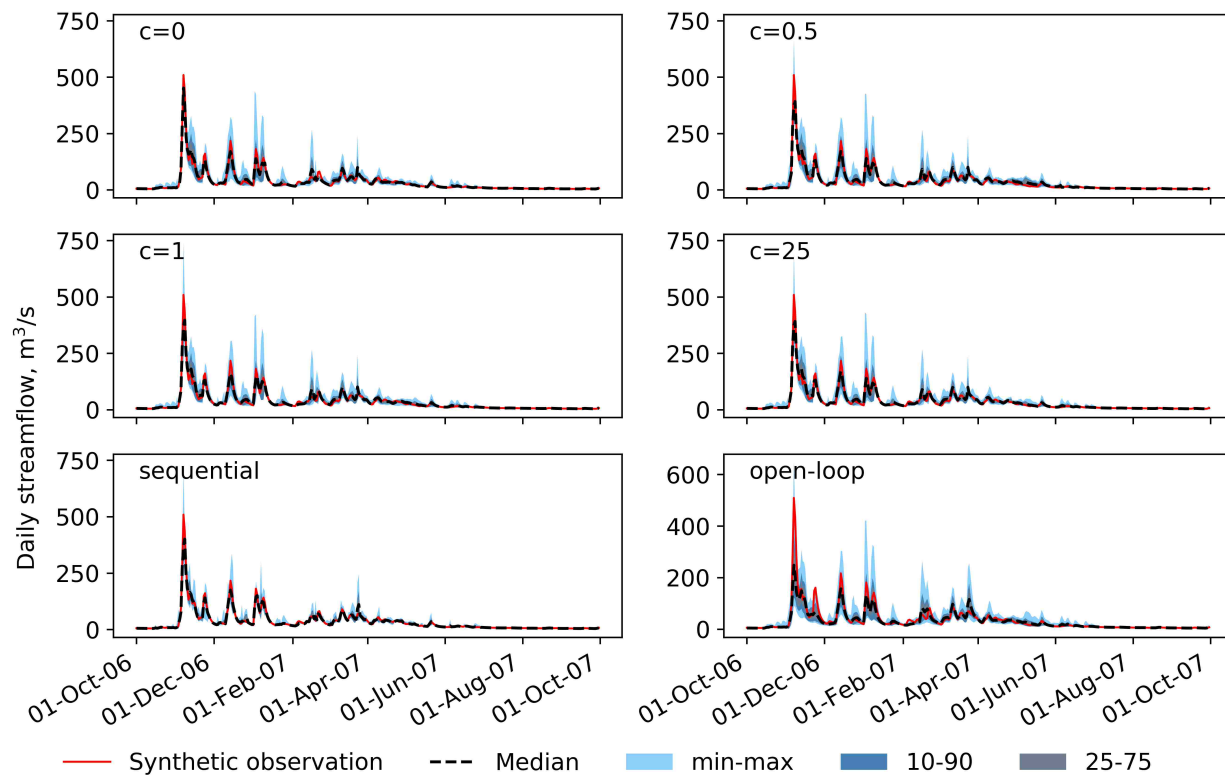 750
500
250
0
c=0
c=0.5
750
500
250
0
c=1
750
500
250
0
c=25
750
500
250
0
Daily streamflow, m³/s
sequential
750
500
250
0
open-loop
600
400
200
0
01-Oct-06
01-Dec-06
01-Feb-07
01-Apr-07
01-Jun-07
01-Aug-07
01-Oct-07
01-Oct-06
01-Dec-06
01-Feb-07
01-Apr-07
01-Jun-07
01-Aug-07
01-Oct-07
Synthetic observation Median min-max 10-90 25-75